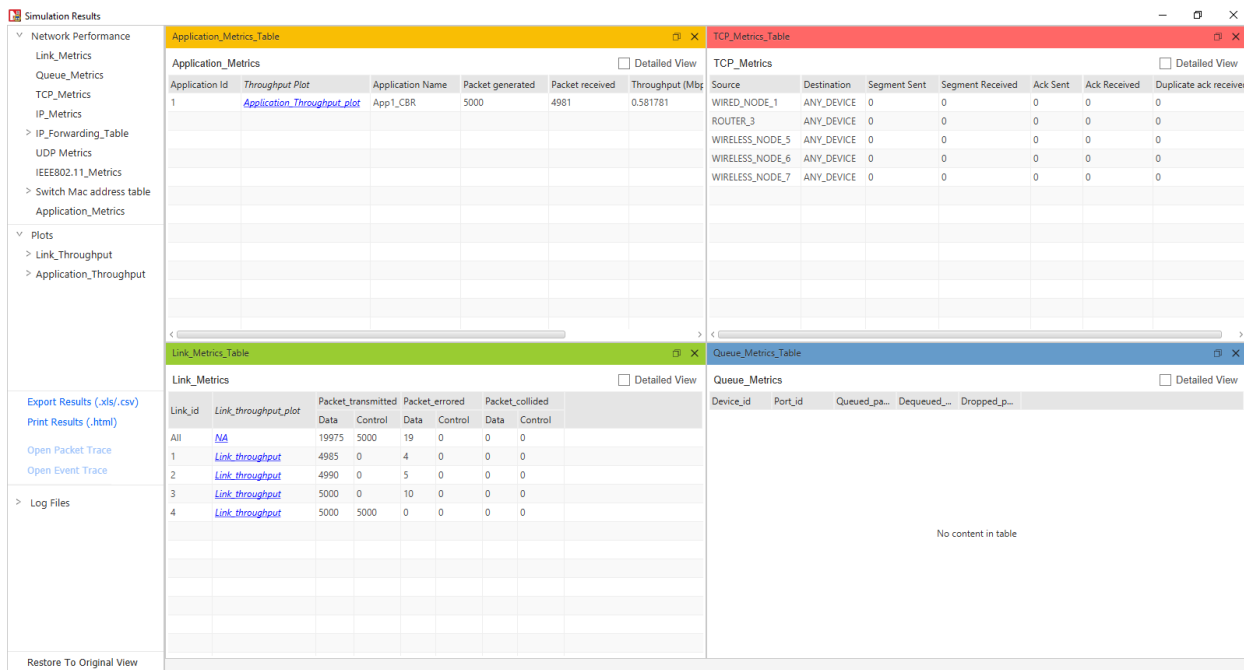 Simulation Results
Network Performance
Link_Metrics
Queue_Metrics
TCP_Metrics
IP_Metrics
IP_Forwarding_Table
UDP Metrics
IEEE802.11_Metrics
Switch Mac address table
Application_Metrics
Plots
Link_Throughput
Application_Throughput
Export Results (.xls/.csv)
Print Results (.html)
Open Packet Trace
Open Event Trace
Log Files
Restore To Original View
Application_Metrics_Table
Application_Metrics Detailed View
Application Id Throughput Plot Application Name Packet generated Packet received Throughput (Mbp
1 Application_Throughput_plot App1_CBR 5000 4981 0.581781
TCP_Metrics_Table
TCP_Metrics Detailed View
Source Destination Segment Sent Segment Received Ack Sent Ack Received Duplicate ack received
WIRED_NODE_1 ANY_DEVICE 0 0 0 0 0
ROUTER_3 ANY_DEVICE 0 0 0 0 0
WIRELESS_NODE_5 ANY_DEVICE 0 0 0 0 0
WIRELESS_NODE_6 ANY_DEVICE 0 0 0 0 0
WIRELESS_NODE_7 ANY_DEVICE 0 0 0 0 0
Link_Metrics_Table
Link_Metrics Detailed View
Link_id Link_throughput_plot Packet_transmitted Packet_errored Packet_collided
Data Control Data Control Data Control
All NA 19975 5000 19 0 0 0
1 Link_throughput 4985 0 4 0 0 0
2 Link_throughput 4990 0 5 0 0 0
3 Link_throughput 5000 0 10 0 0 0
4 Link_throughput 5000 5000 0 0 0 0
Queue_Metrics_Table
Queue_Metrics Detailed View
Device_id Port_id Queued_pa... Dequeued_... Dropped_p...
No content in table